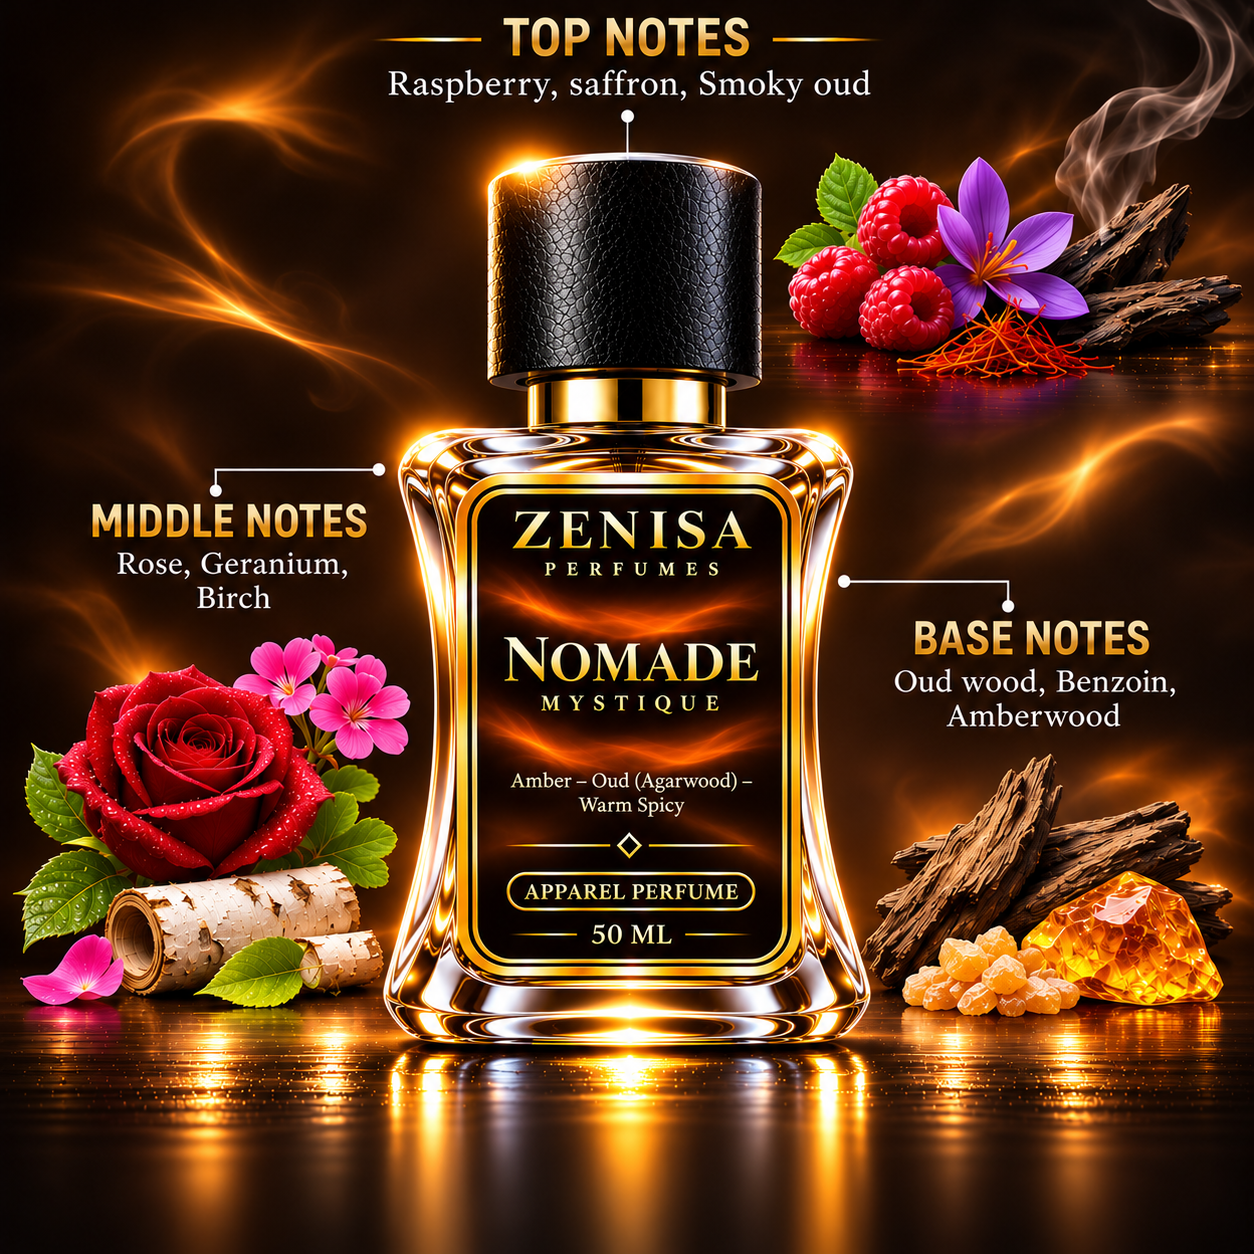 TOP NOTES
Raspberry, saffron, Smoky oud
MIDDLE NOTES
Rose, Geranium,
Birch
ZENISA
PERFUMES
NOMADE
MYSTIQUE
Amber – Oud (Agarwood) –
Warm Spicy
APPAREL PERFUME
50 ML
BASE NOTES
Oud wood, Benzoin,
Amberwood